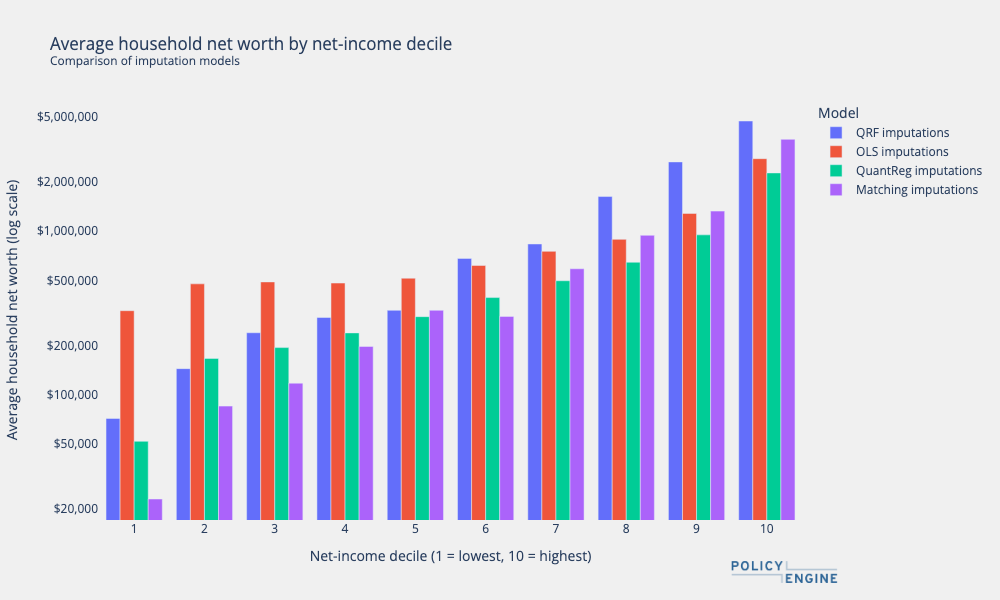 Average household net worth by net-income decile
Comparison of imputation models
Average household net worth (log scale)
$5,000,000
$2,000,000
$1,000,000
$500,000
$200,000
$100,000
$50,000
$20,000
1 2 3 4 5 6 7 8 9 10
Net-income decile (1 = lowest, 10 = highest)
Model
QRF imputations
OLS imputations
QuantReg imputations
Matching imputations
POLICY
ENGINE